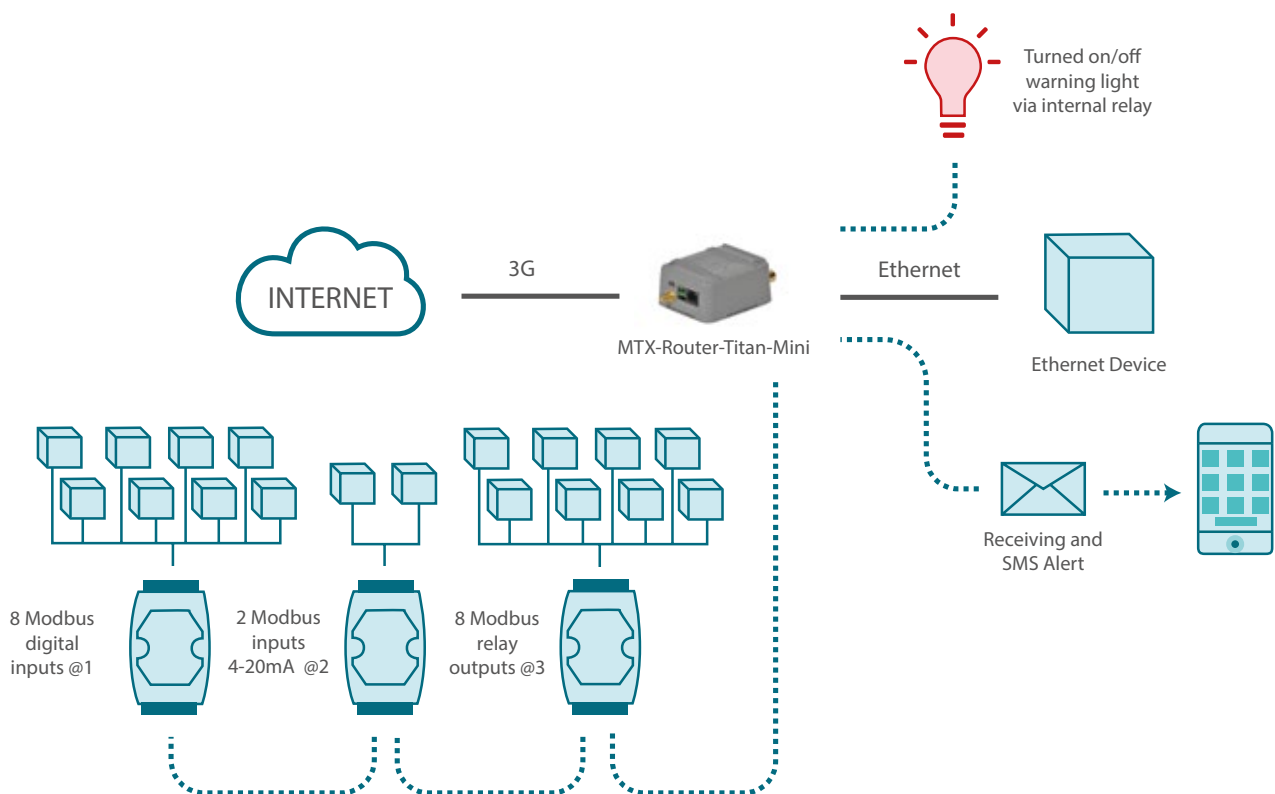 Turned on/off
warning light
via internal relay
INTERNET
3G
MTX-Router-Titan-Mini
Ethernet
Ethernet Device
Receiving and
SMS Alert
8 Modbus
digital
inputs @1
2 Modbus
inputs
4-20mA @2
8 Modbus
relay
outputs @3